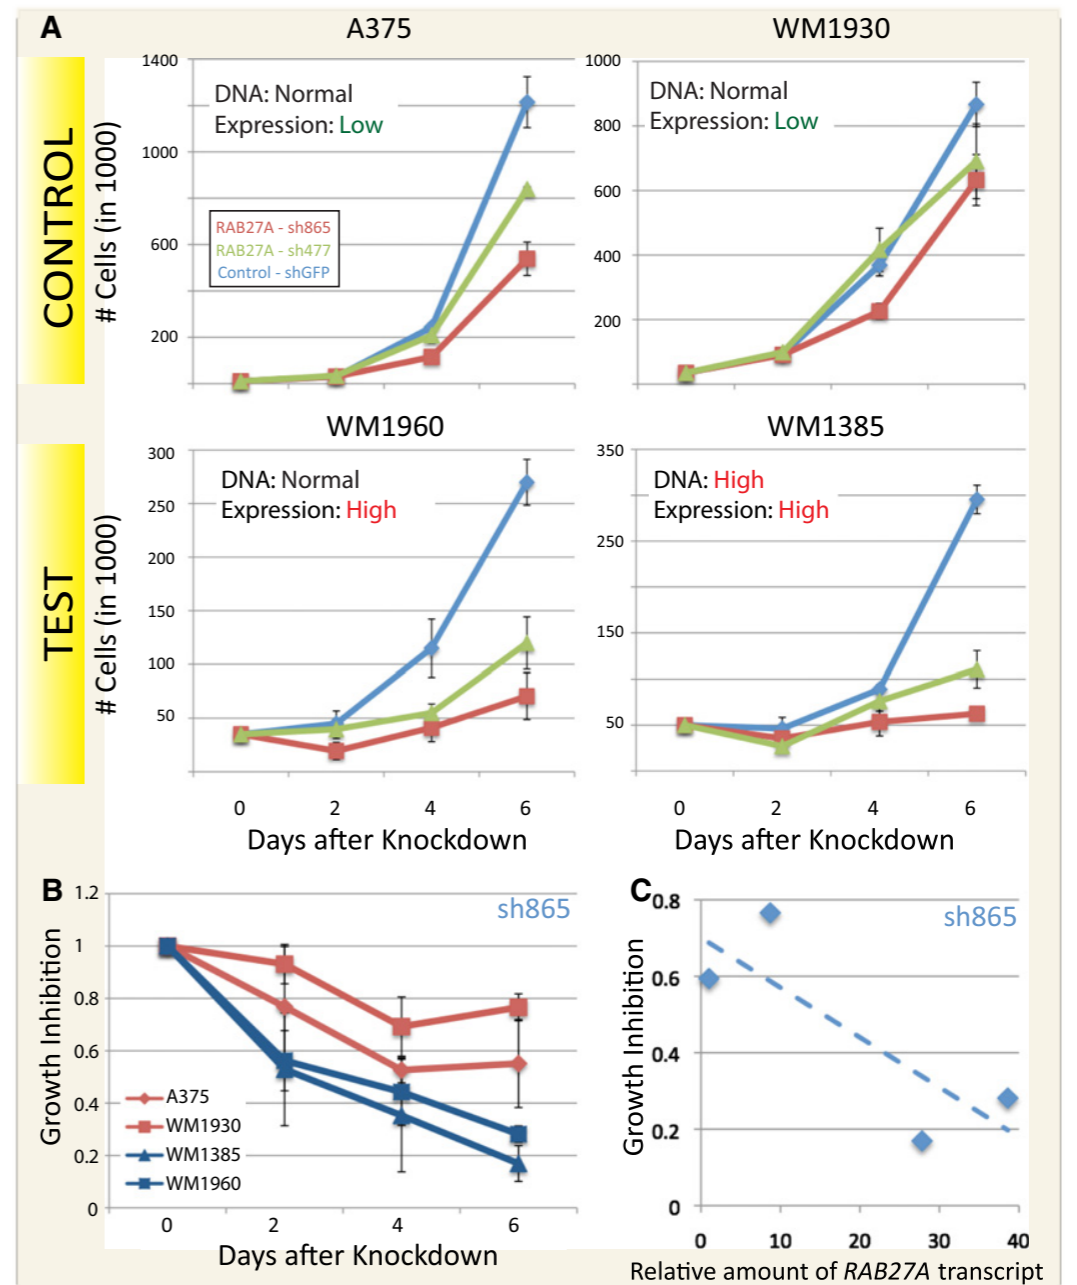 A
A375
WM1930
CONTROL
# Cells (in 1000)
1400
1000
600
200
DNA: Normal
Expression: Low
RAB27A - sh865
RAB27A - sh477
Control - shGFP
1000
800
600
400
200
DNA: Normal
Expression: Low
TEST
# Cells (in 1000)
WM1960
300
250
200
150
100
50
DNA: Normal
Expression: High
0 2 4 6
Days after Knockdown
WM1385
350
250
150
50
DNA: High
Expression: High
0 2 4 6
Days after Knockdown
B
sh865
Growth Inhibition
1.2
1
0.8
0.6
0.4
0.2
0
A375
WM1930
WM1385
WM1960
0 2 4 6
Days after Knockdown
C
sh865
Growth Inhibition
0.8
0.6
0.4
0.2
0
0 10 20 30 40
Relative amount of RAB27A transcript